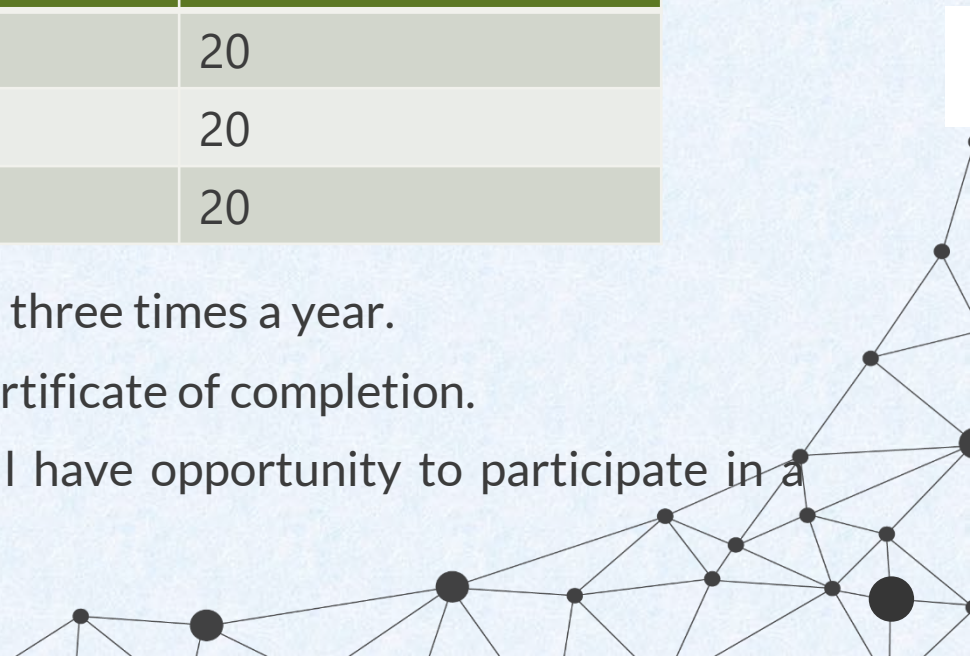 20
20
20
three times a year.
rtificate of completion.
l have opportunity to participate in a